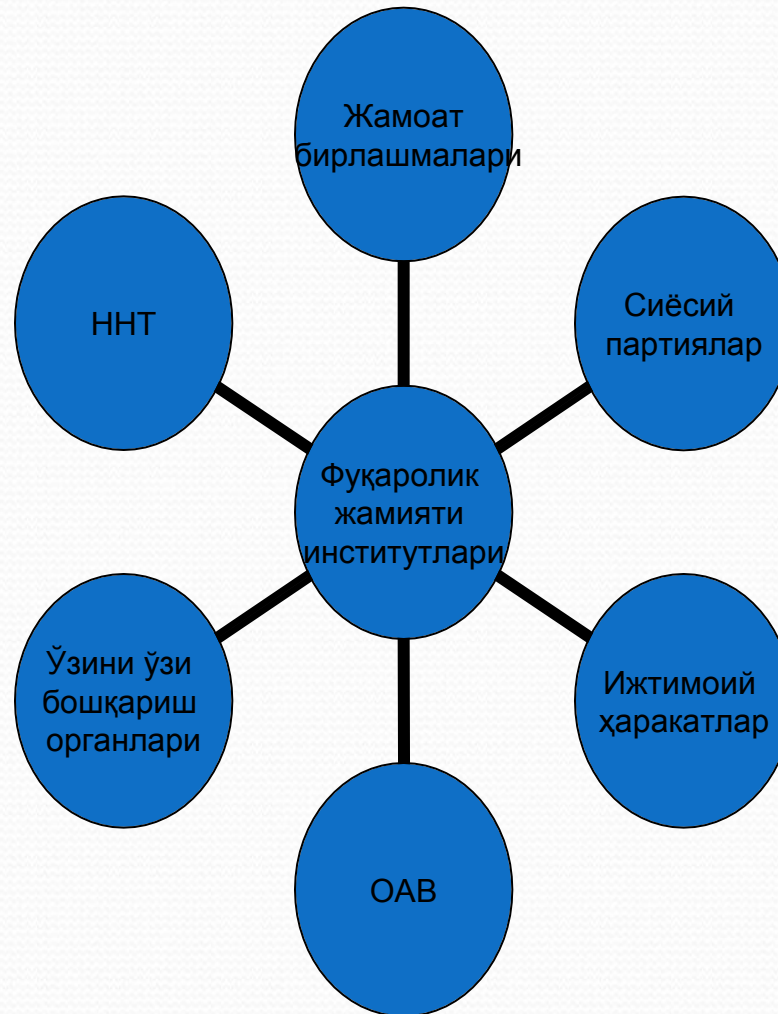 Жамоат
бирлашмалари
ННТ
Сиёсий
партиялар
Фуқаролик
жамияти
институтлари
Ўзини ўзи
бошқариш
органлари
Ижтимоий
ҳаракатлар
ОАВ